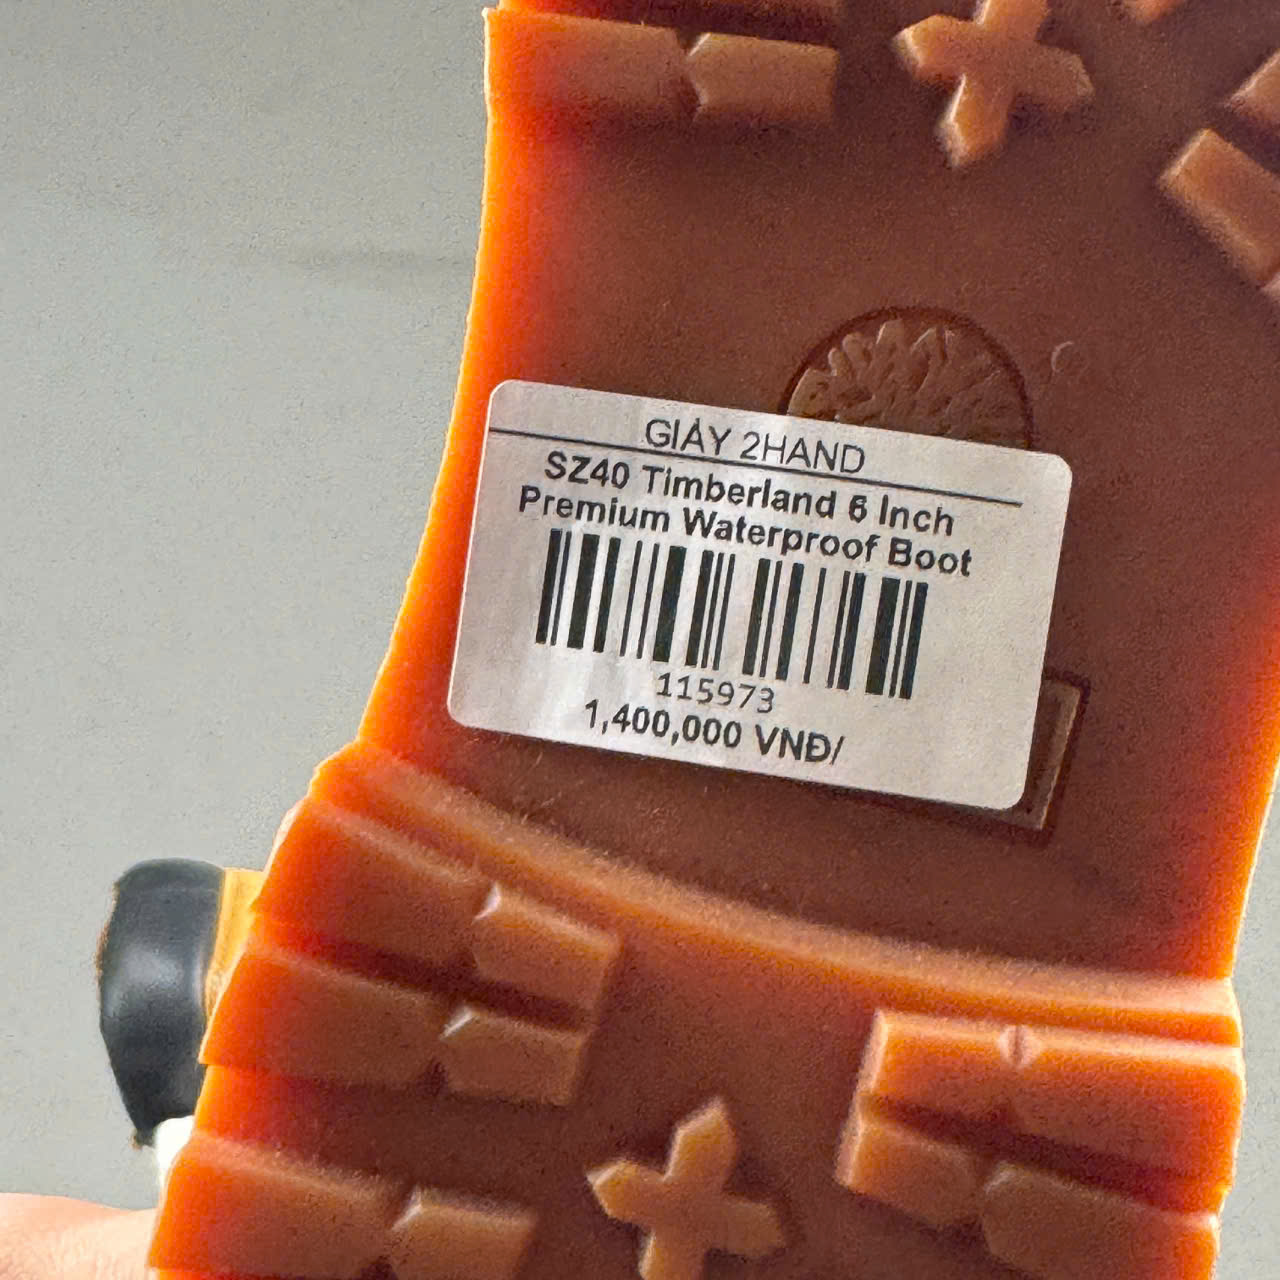 GIÀY 2HAND
SZ40 Timberland 6 Inch
Premium Waterproof Boot
115973
1,400,000 VNĐ/